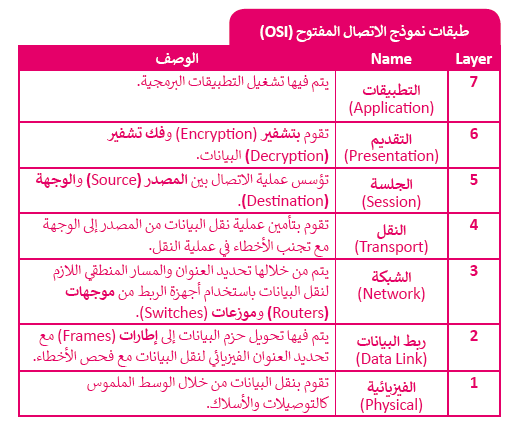 طبقات نموذج الاتصال المفتوح (OSI)
Layer Name الوصف
7 التطبيقات يتم فيها تشغيل التطبيقات البرمجية.
(Application)
6 التقديم تقوم بتشفير (Encryption) وفك تشفير
(Presentation) (Decryption) البيانات.
5 الجلسة تؤسس عملية الاتصال بين المصدر (Source) والوجهة
(Session) (Destination).
4 النقل تقوم بتأمين عملية نقل البيانات من المصدر إلى الوجهة
(Transport) مع تجنب الأخطاء في عملية النقل.
3 الشبكة يتم من خلالها تحديد العنوان والمسار المنطقي اللازم
(Network) لنقل البيانات باستخدام أجهزة الربط من موجهات
(Routers) وموزعات (Switches).
2 ربط البيانات يتم فيها تحويل حزم البيانات إلى إطارات (Frames) مع
(Data Link) تحديد العنوان الفيزيائي لنقل البيانات مع فحص الأخطاء.
1 الفيزيائية تقوم بنقل البيانات من خلال الوسط الملموس
(Physical) كالتوصيلات والأسلاك.